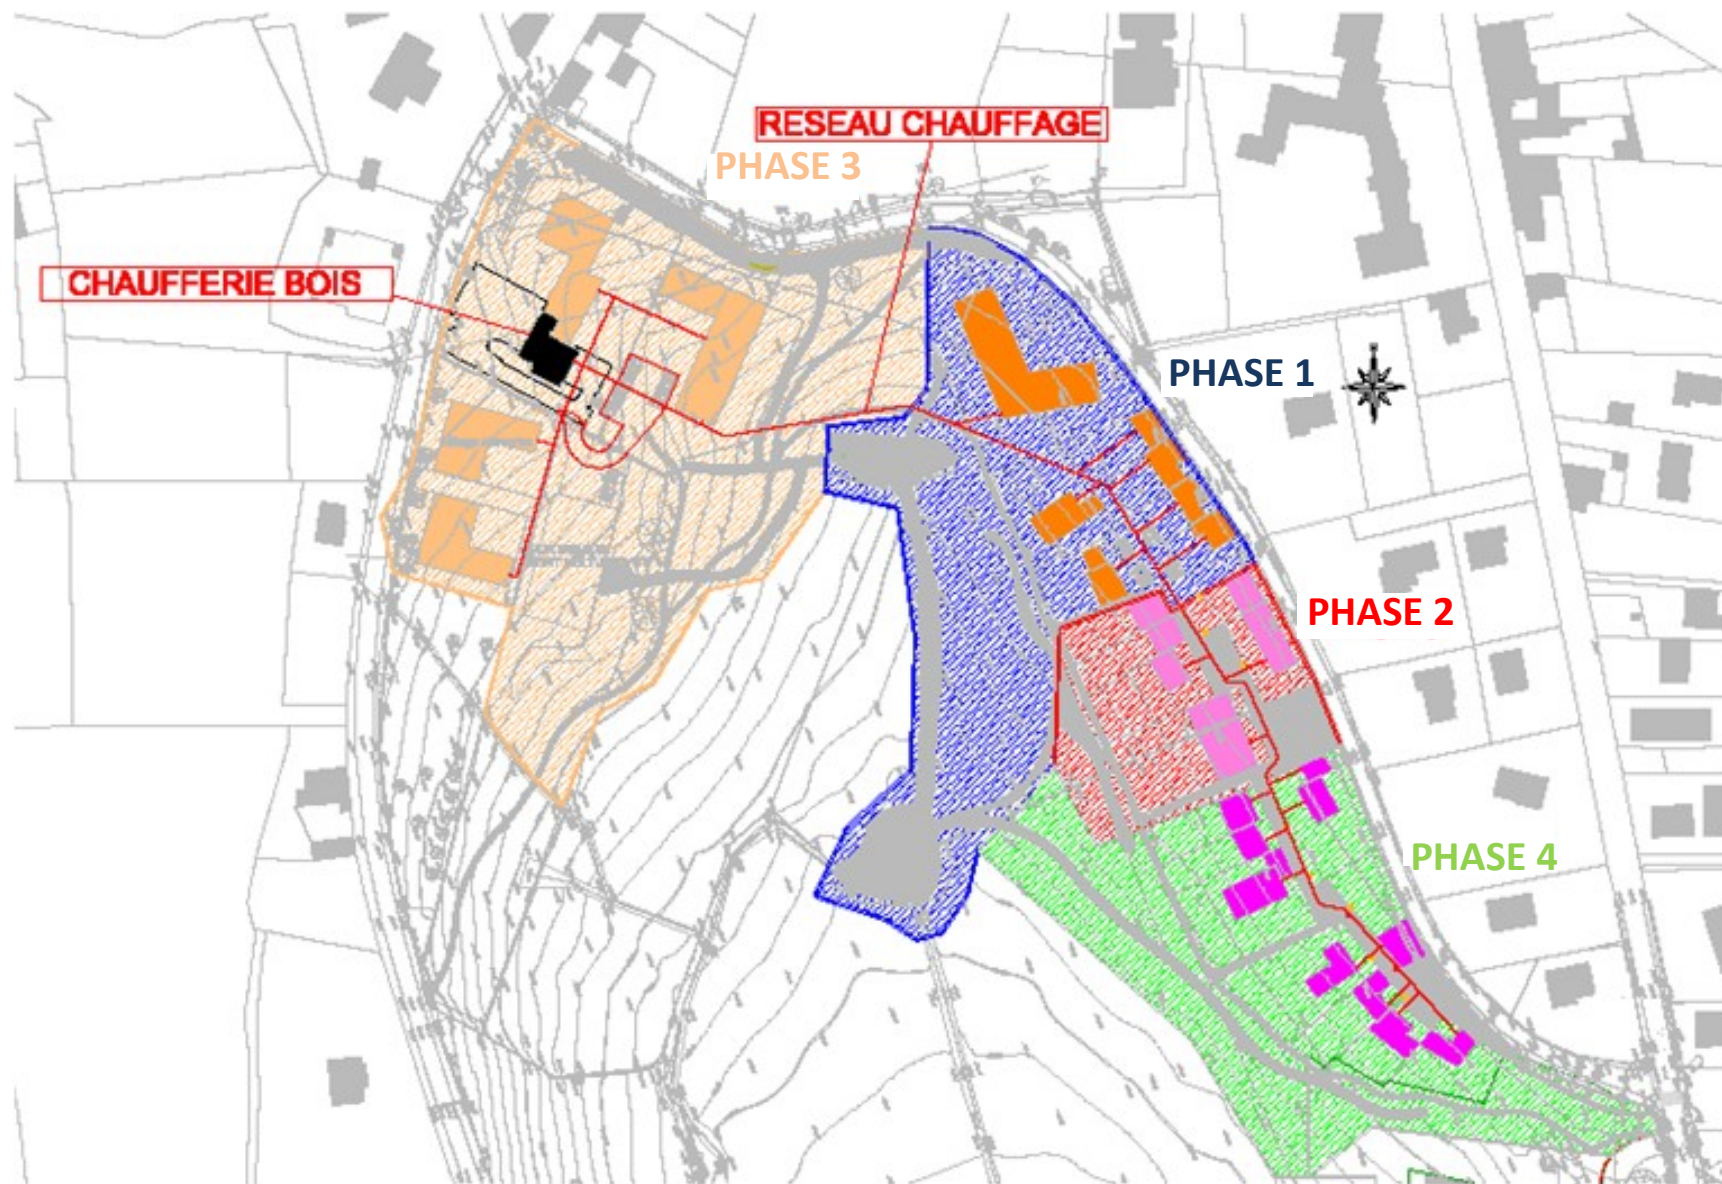 RESEAU CHAUFFAGE
PHASE 3
CHAUFFERIE BOIS
PHASE 1
PHASE 2
PHASE 4